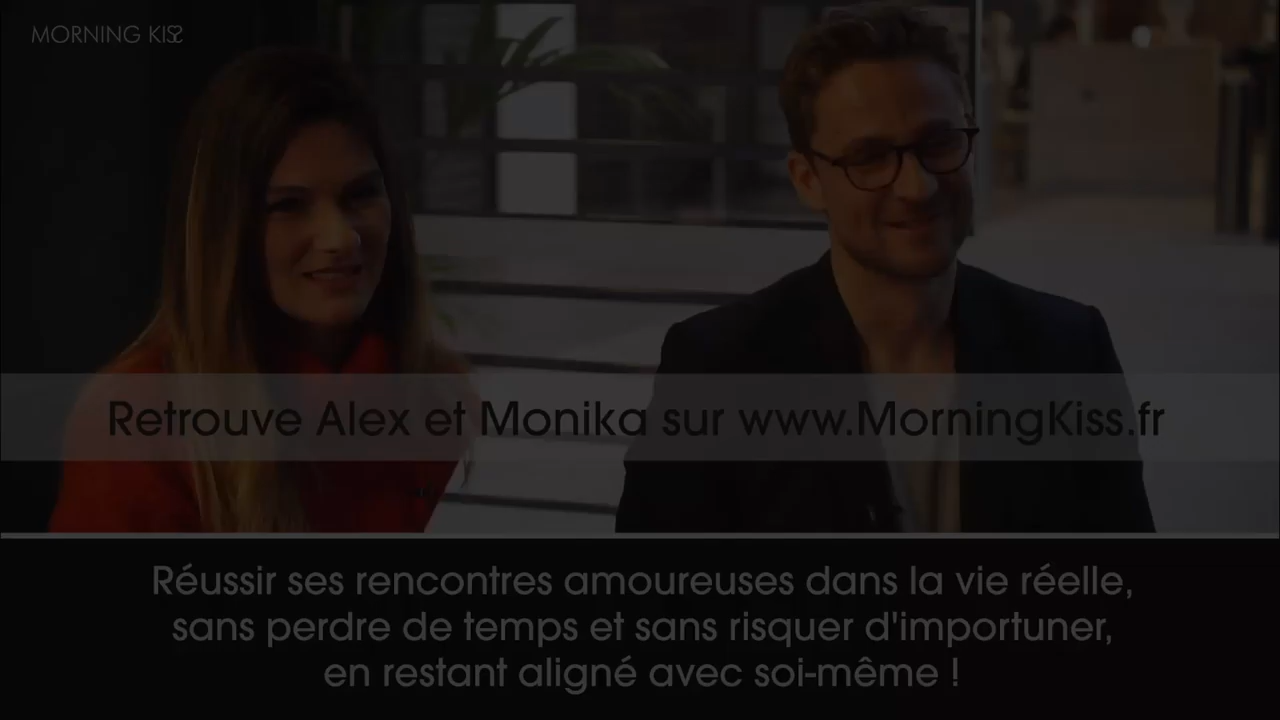 MORNING KISS
Retrouve Alex et Monika sur www.MorningKiss.fr
Réussir ses rencontres amoureuses dans la vie réelle,
sans perdre de temps et sans risquer d'importuner,
en restant aligné avec soi-même !